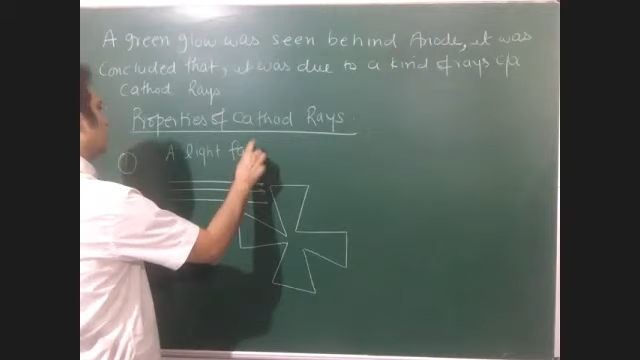 A green glow was seen behind Anode, it was
concluded that, it was due to a kind of rays c/a
cathod Rays
Properties of Cathod Rays.
1 A light fo